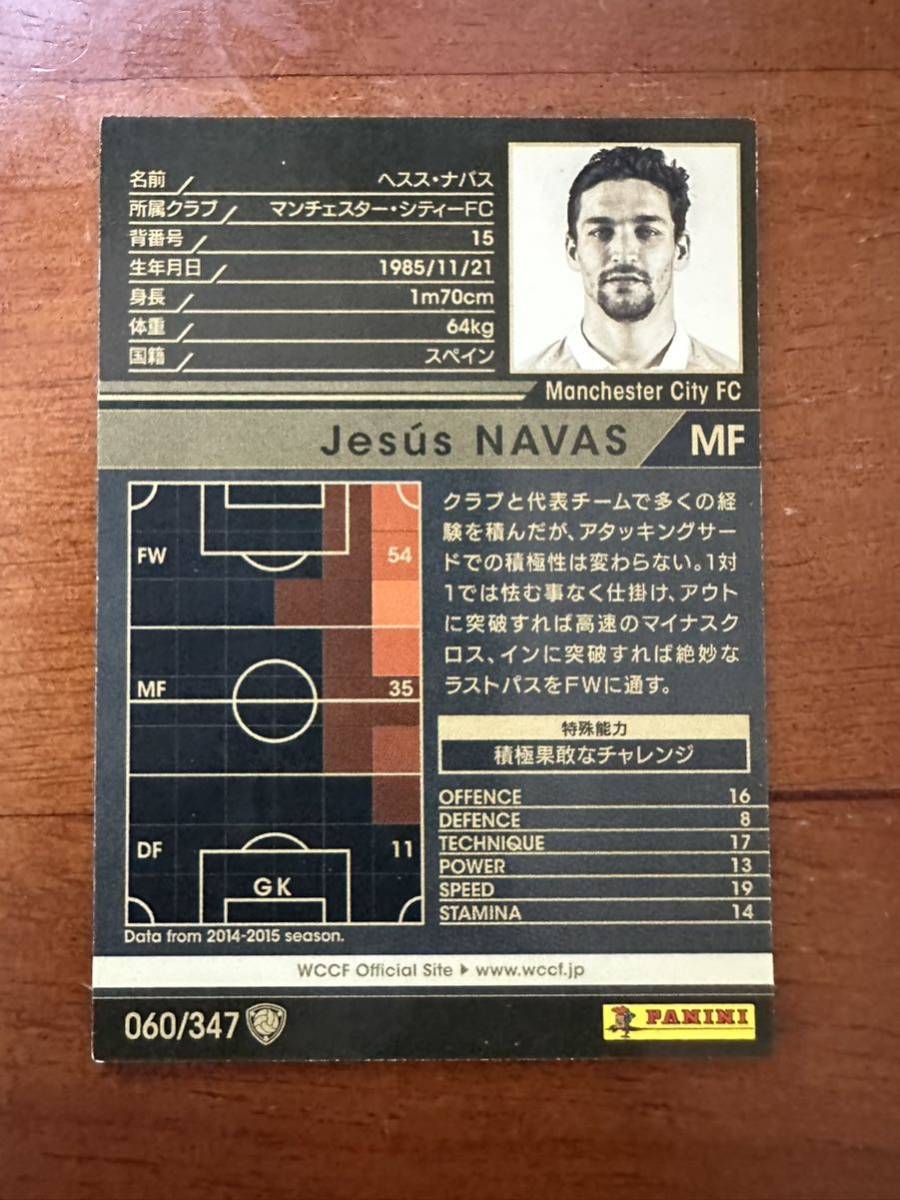 名前 ヘスス・ナバス
所属クラブ マンチェスター・シティーFC
背番号 15
生年月日 1985/11/21
身長 1m70cm
体重 64kg
国籍 スペイン
Manchester City FC
Jesús NAVAS MF
FW 54
MF 35
DF 11
GK
Data from 2014-2015 season.
クラブと代表チームで多くの経
験を積んだが、アタッキングサー
ドでの積極性は変わらない。1対
1では怯む事なく仕掛け、アウト
に突破すれば高速のマイナスク
ロス、インに突破すれば絶妙な
ラストパスをFWに通す。
特殊能力
積極果敢なチャレンジ
OFFENCE 16
DEFENCE 8
TECHNIQUE 17
POWER 13
SPEED 19
STAMINA 14
WCCF Official Site ▶ www.wccf.jp
060/347
PANINI